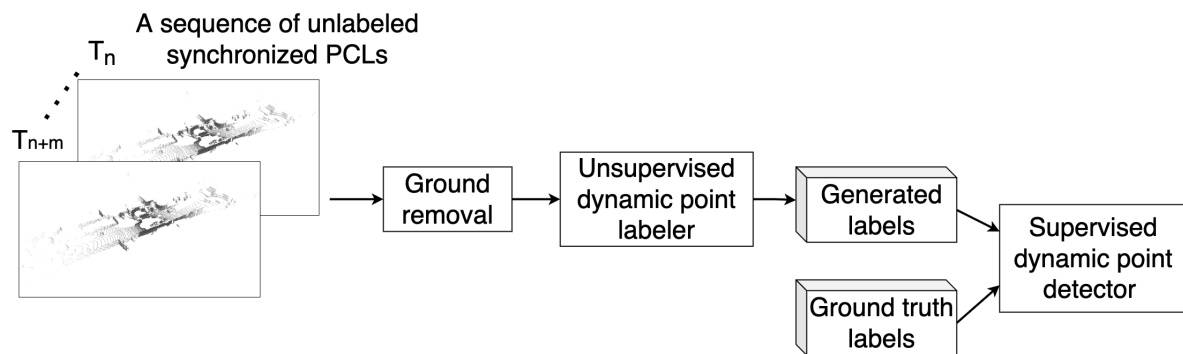 A sequence of unlabeled
synchronized PCLs
Tn
Tn+m
Ground
removal
Unsupervised
dynamic point
labeler
Generated
labels
Ground truth
labels
Supervised
dynamic point
detector